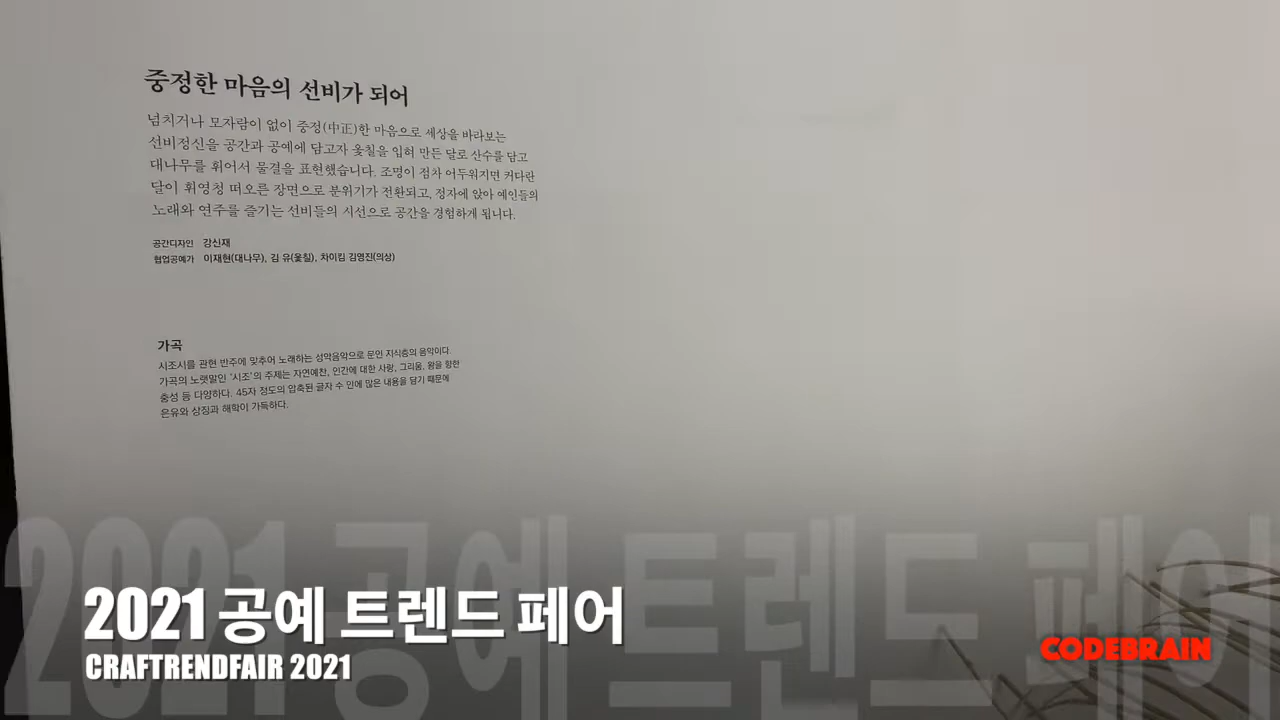 중정한 마음의 선비가 되어
넘치거나 모자람이 없이 중정(中正)한 마음으로 세상을 바라보는
선비정신을 공간과 공예에 담고자 옻칠을 입혀 만든 달로 산수를 담고
대나무를 휘어서 물결을 표현했습니다. 조명이 점차 어두워지면 커다란
달이 휘영청 떠오른 장면으로 분위기가 전환되고, 정자에 앉아 예인들의
노래와 연주를 즐기는 선비들의 시선으로 공간을 경험하게 됩니다.
공간디자인 강신재
협업공예가 이재현(대나무), 김 유(옻칠), 차이킴 김영진(의상)
가곡
시조시를 관현 반주에 맞추어 노래하는 성악음악으로 문인 지식층의 음악이다.
가곡의 노랫말인 '시조'의 주제는 자연예찬, 인간에 대한 사랑, 그리움, 왕을 향한
충성 등 다양하다. 45자 정도의 압축된 글자 수 안에 많은 내용을 담기 때문에
은유와 상징과 해학이 가득하다.
2021 공예 트렌드 페어
2021 공예 트렌드 페어
CRAFTRENDFAIR 2021
CODEBRAIN